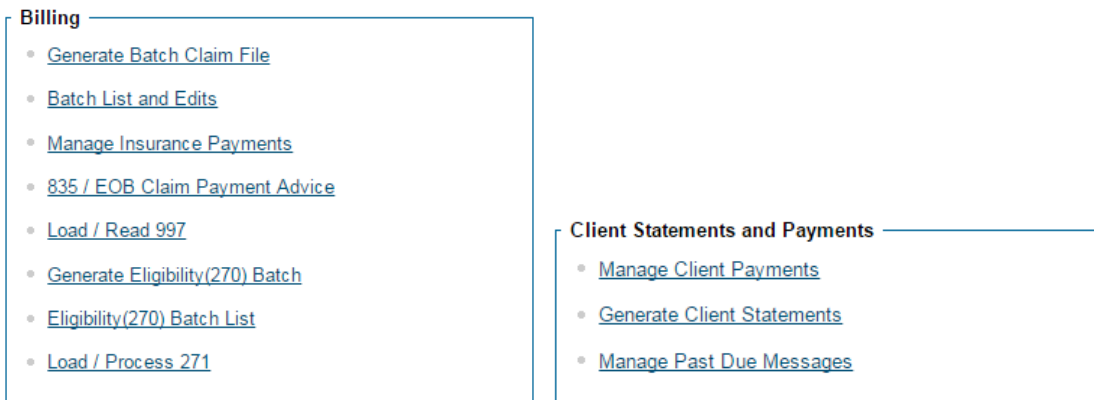 Billing
Generate Batch Claim File
Batch List and Edits
Manage Insurance Payments
835 / EOB Claim Payment Advice
Load / Read 997
Generate Eligibility(270) Batch
Eligibility(270) Batch List
Load / Process 271
Client Statements and Payments
Manage Client Payments
Generate Client Statements
Manage Past Due Messages